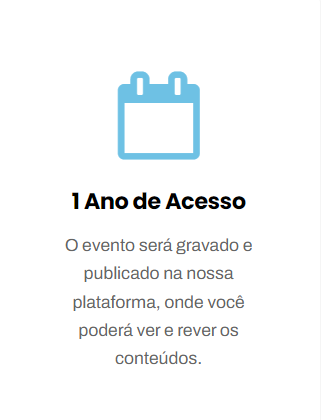 1 Ano de Acesso
O evento será gravado e
publicado na nossa
plataforma, onde você
poderá ver e rever os
conteúdos.